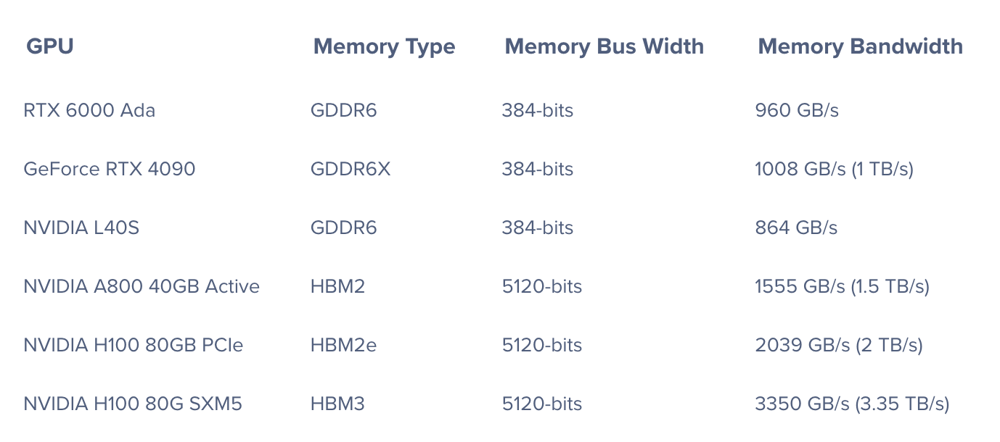 GPU Memory Type Memory Bus Width Memory Bandwidth
RTX 6000 Ada GDDR6 384-bits 960 GB/s
GeForce RTX 4090 GDDR6X 384-bits 1008 GB/s (1 TB/s)
NVIDIA L40S GDDR6 384-bits 864 GB/s
NVIDIA A800 40GB Active HBM2 5120-bits 1555 GB/s (1.5 TB/s)
NVIDIA H100 80GB PCIe HBM2e 5120-bits 2039 GB/s (2 TB/s)
NVIDIA H100 80G SXM5 HBM3 5120-bits 3350 GB/s (3.35 TB/s)